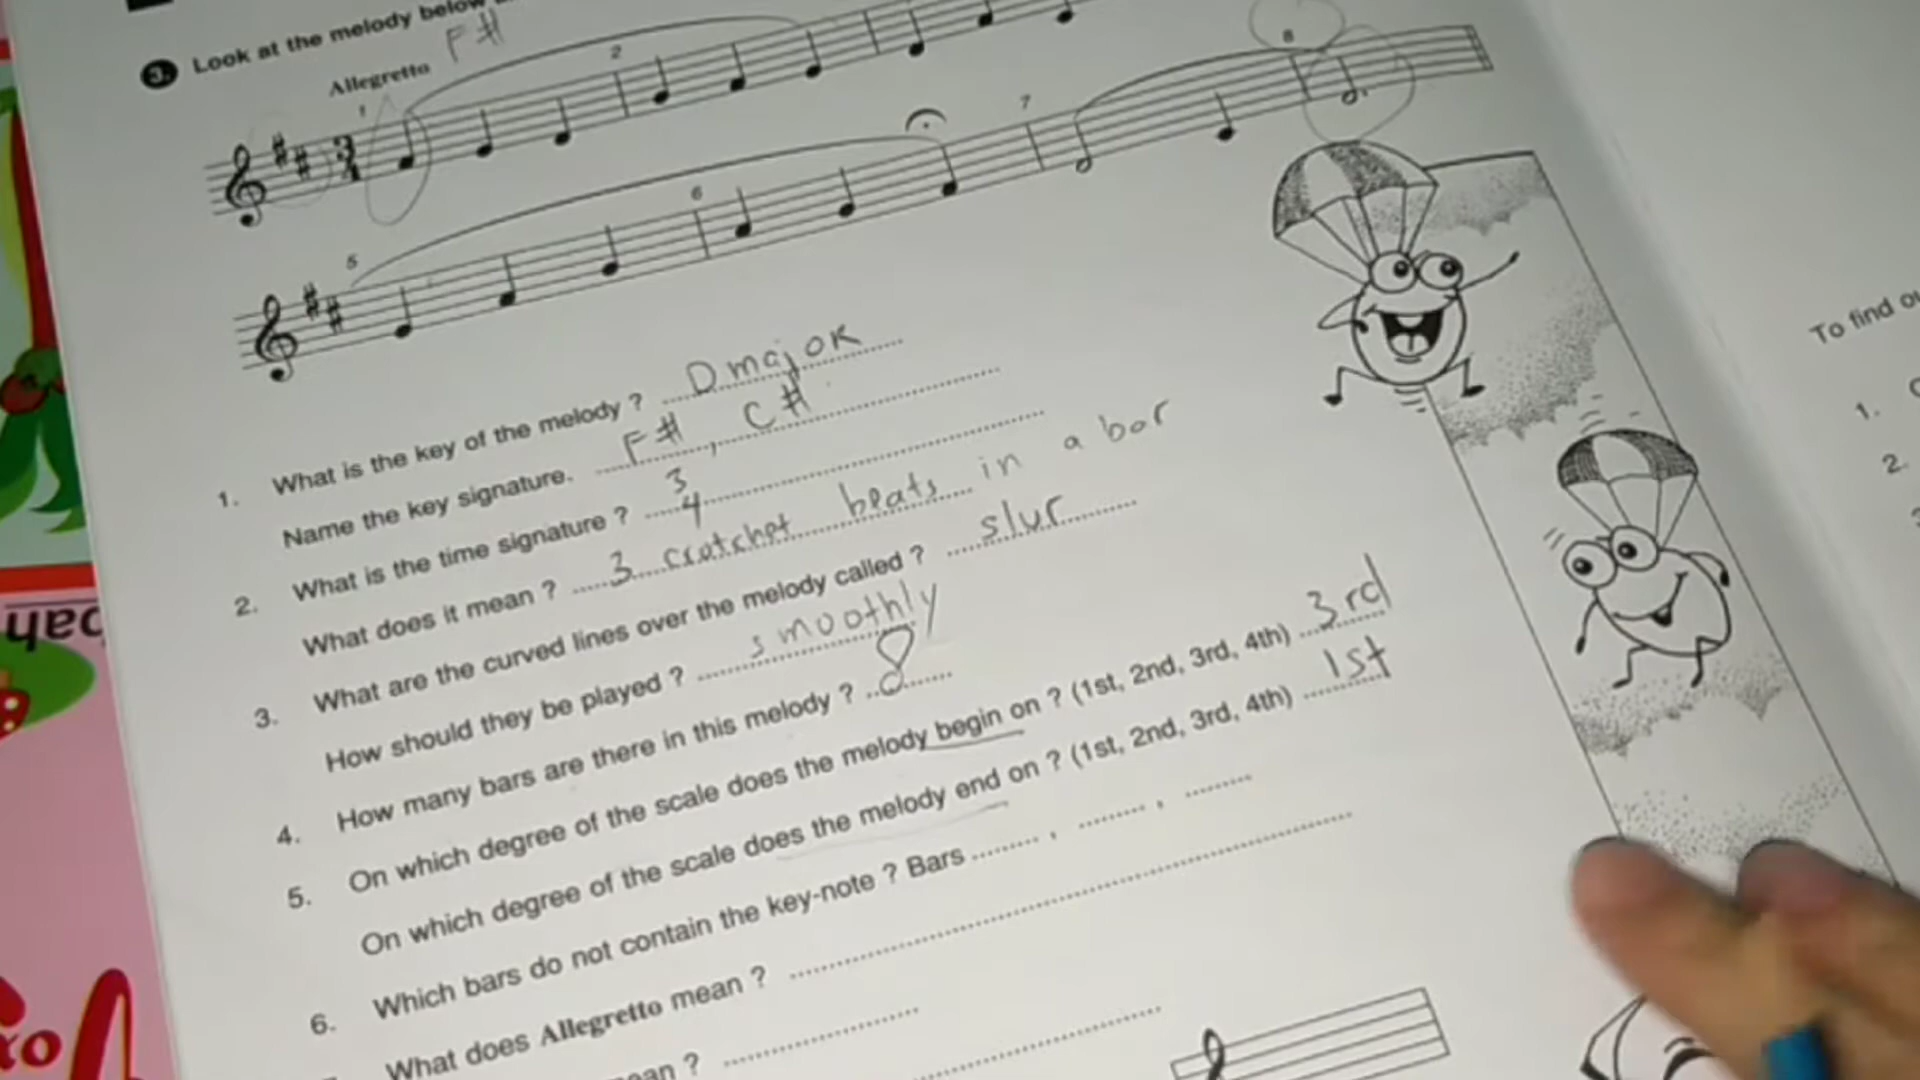 3. Look at the melody below
F#
Allegretto
1
2
3
4
5
6
7
8
1. What is the key of the melody ? D major
Name the key signature. F# , C#
2. What is the time signature ? 3 4
What does it mean ? 3 crotchet beats in a bar
3. What are the curved lines over the melody called ? slur
How should they be played ? smoothly
4. How many bars are there in this melody ? 8
5. On which degree of the scale does the melody begin on ? (1st, 2nd, 3rd, 4th) 3rd
On which degree of the scale does the melody end on ? (1st, 2nd, 3rd, 4th) 1st
6. Which bars do not contain the key-note ? Bars ........ , ........ , ........
What does Allegretto mean ?
mean ?
To find
1.
2.